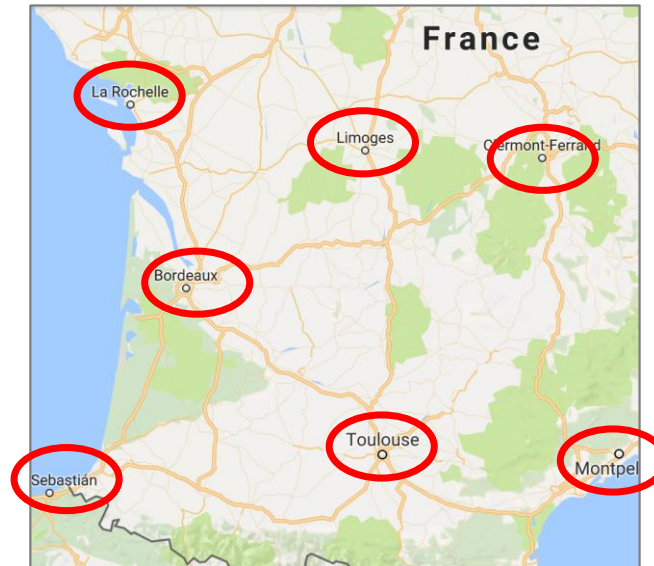 France
La Rochelle
Limoges
Clermont-Ferrand
Bordeaux
Toulouse
Montpel
Sebastián